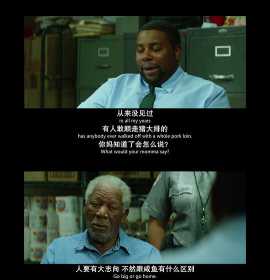 从来没见过
In all my years
有人敢顺走猪大排的
has anybody ever walked off with a whole pork loin.
你妈知道了会怎么说?
What would your momma say?
人要有大志向 不然跟咸鱼有什么区别
Go big or go home.